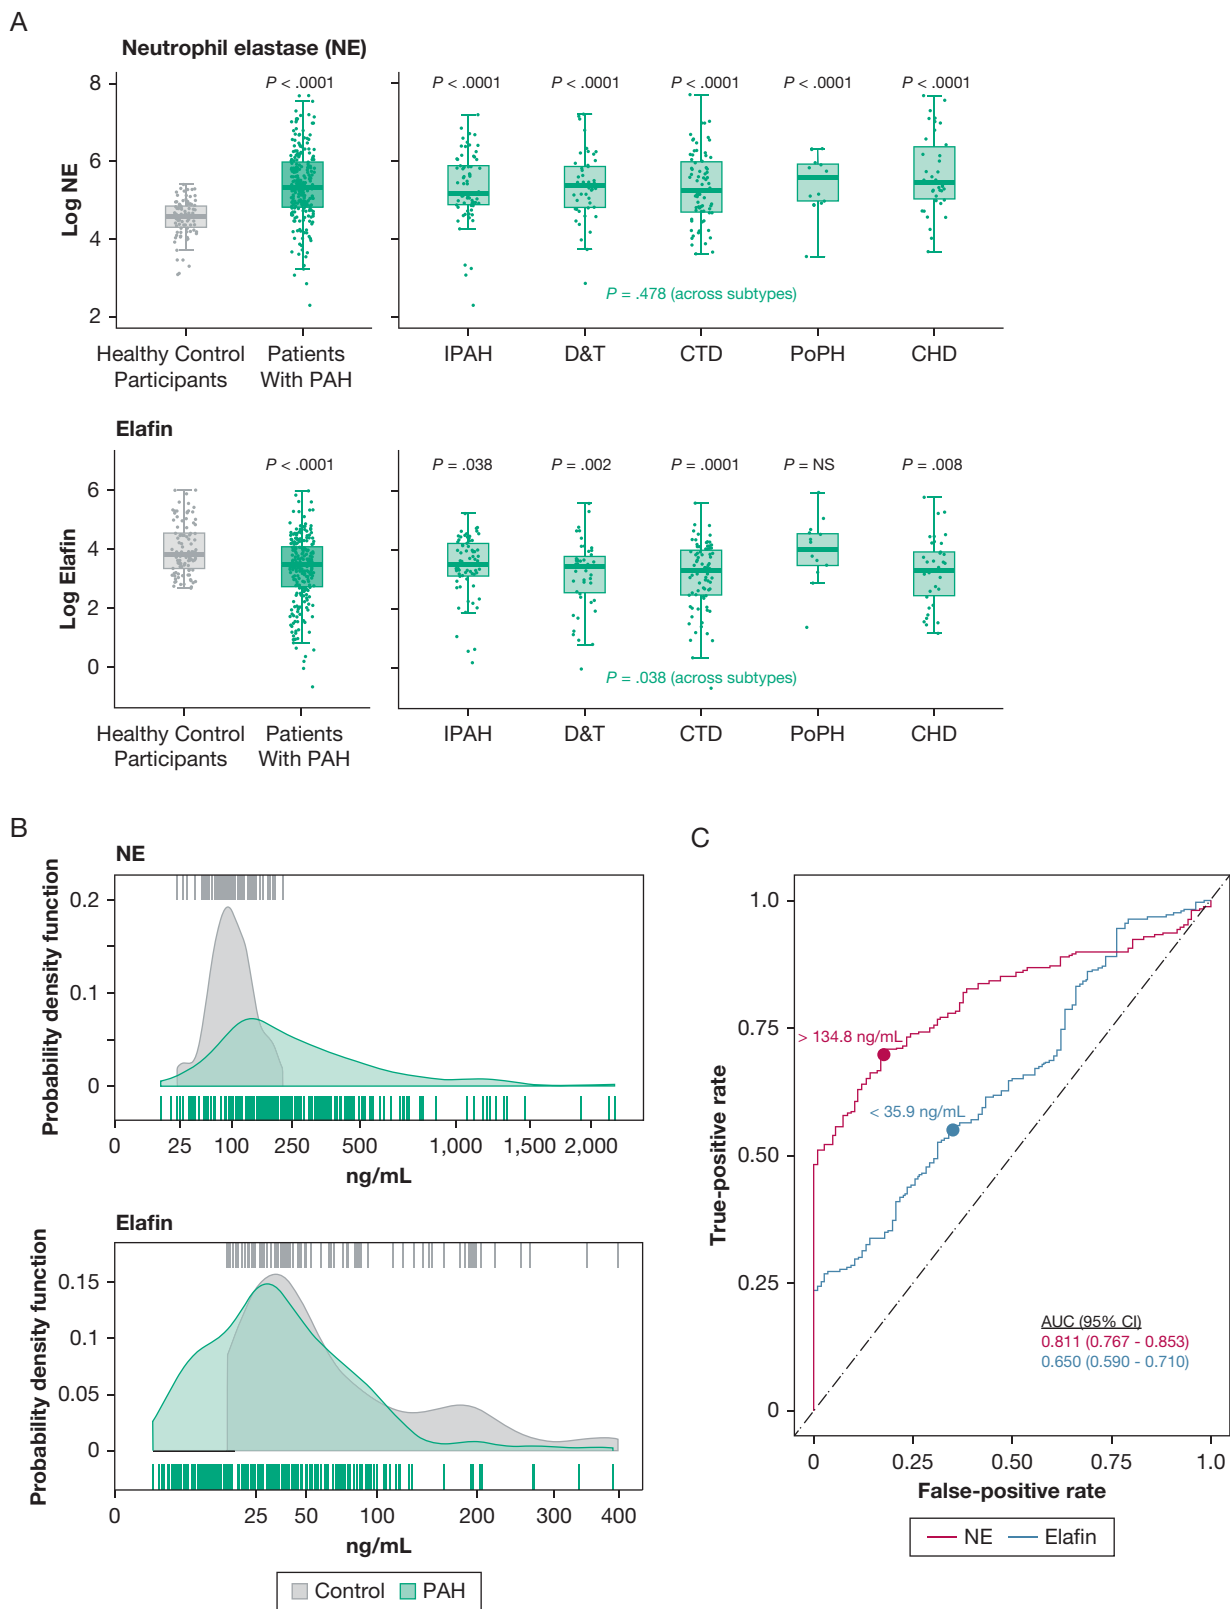 A
Neutrophil elastase (NE)
Log NE
8
6
4
2
P < .0001
P < .0001
P < .0001
P < .0001
P < .0001
P < .0001
P = .478 (across subtypes)
Healthy Control
Participants
Patients
With PAH
IPAH
D&T
CTD
PoPH
CHD
Elafin
Log Elafin
6
4
2
0
P < .0001
P = .038
P = .002
P = .0001
P = NS
P = .008
P = .038 (across subtypes)
Healthy Control
Participants
Patients
With PAH
IPAH
D&T
CTD
PoPH
CHD
B
NE
Probability density function
0.2
0.1
0
0
25
100
250
500
1,000
1,500
2,000
ng/mL
Elafin
Probability density function
0.15
0.1
0.05
0
0
25
50
100
200
300
400
ng/mL
Control
PAH
C
True-positive rate
1.0
0.75
0.50
0.25
0
> 134.8 ng/mL
< 35.9 ng/mL
AUC (95% CI)
0.811 (0.767 - 0.853)
0.650 (0.590 - 0.710)
0
0.25
0.50
0.75
1.0
False-positive rate
NE
Elafin